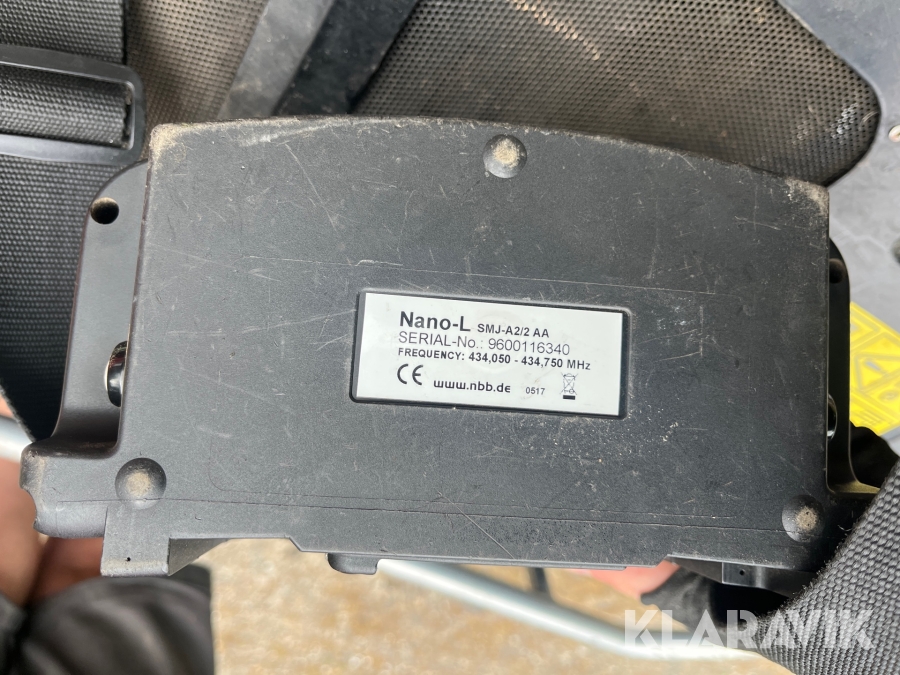 Nano-L SMJ-A2/2 AA
SERIAL-No.: 9600116340
FREQUENCY: 434,050 - 434,750 MHz
CE www.nbb.de 0517
KLARAVIK